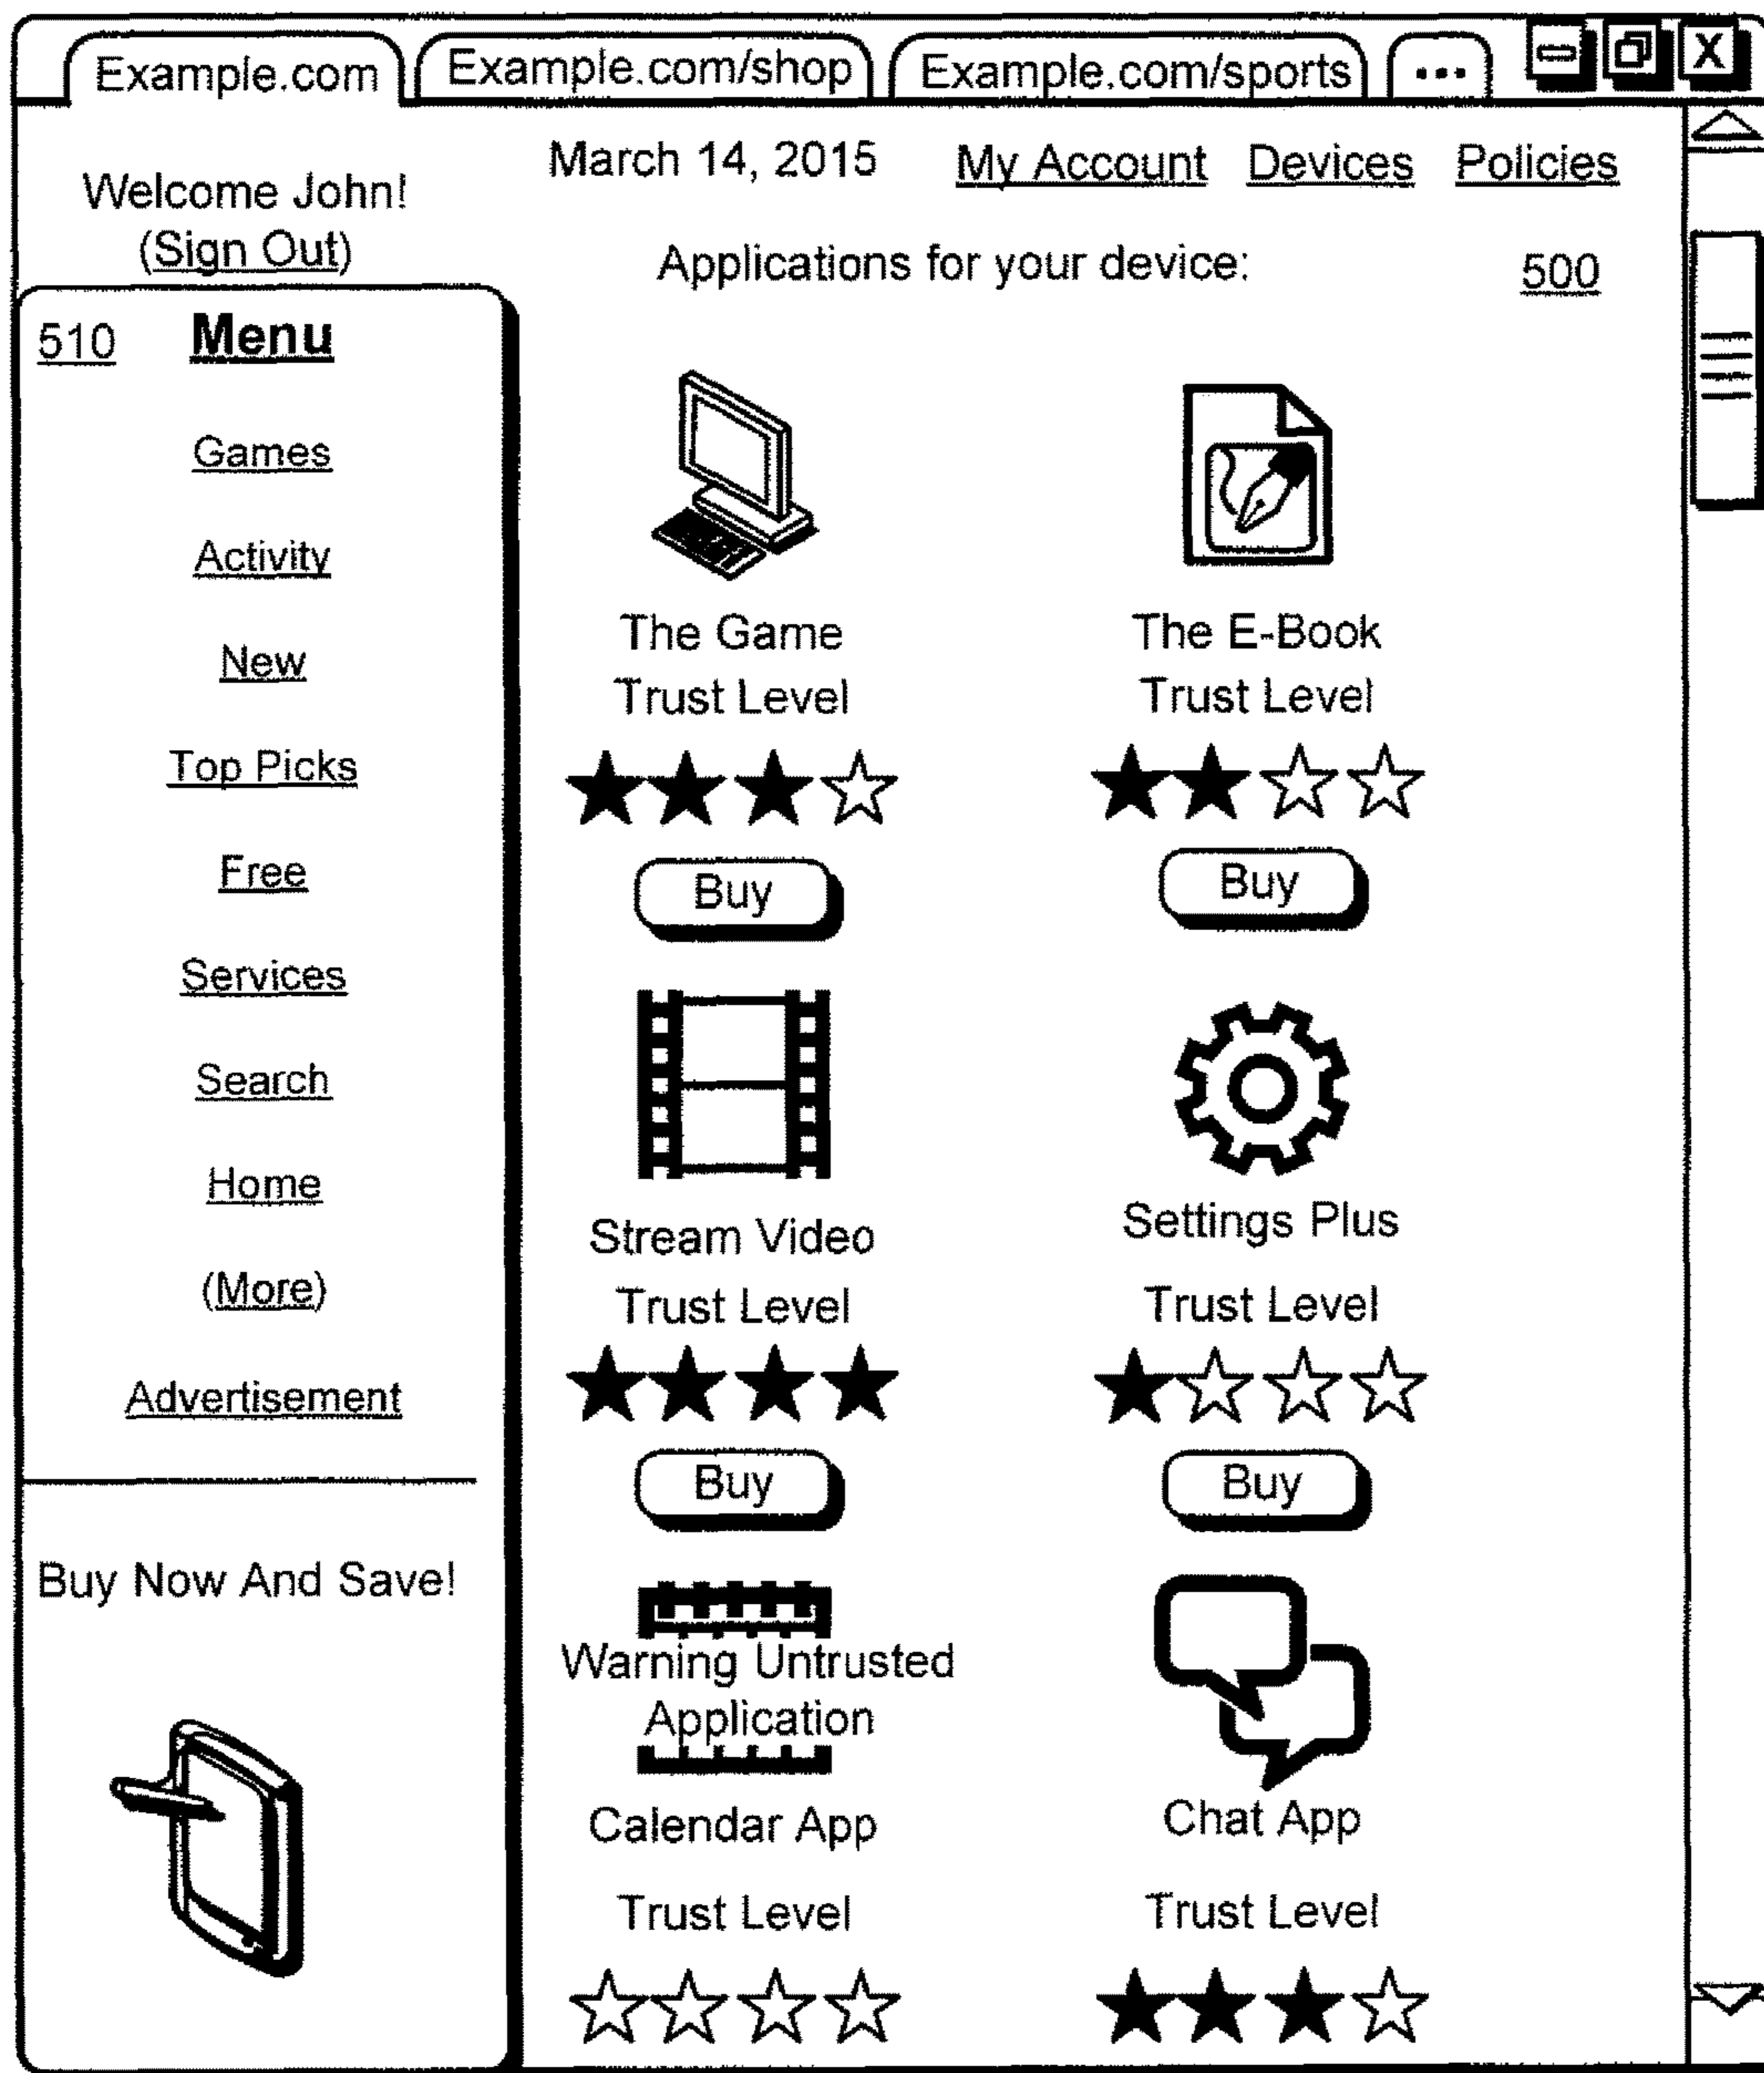 Example.com Example.com/shop Example.com/sports ... X
March 14, 2015 My Account Devices Policies
Welcome John!
(Sign Out)
Applications for your device: 500
510 Menu
Games
Activity
New
Top Picks
Free
Services
Search
Home
(More)
Advertisement
Buy Now And Save!
The Game The E-Book
Trust Level Trust Level
Buy Buy
Stream Video Settings Plus
Trust Level Trust Level
Buy Buy
Warning Untrusted
Application
Calendar App Chat App
Trust Level Trust Level